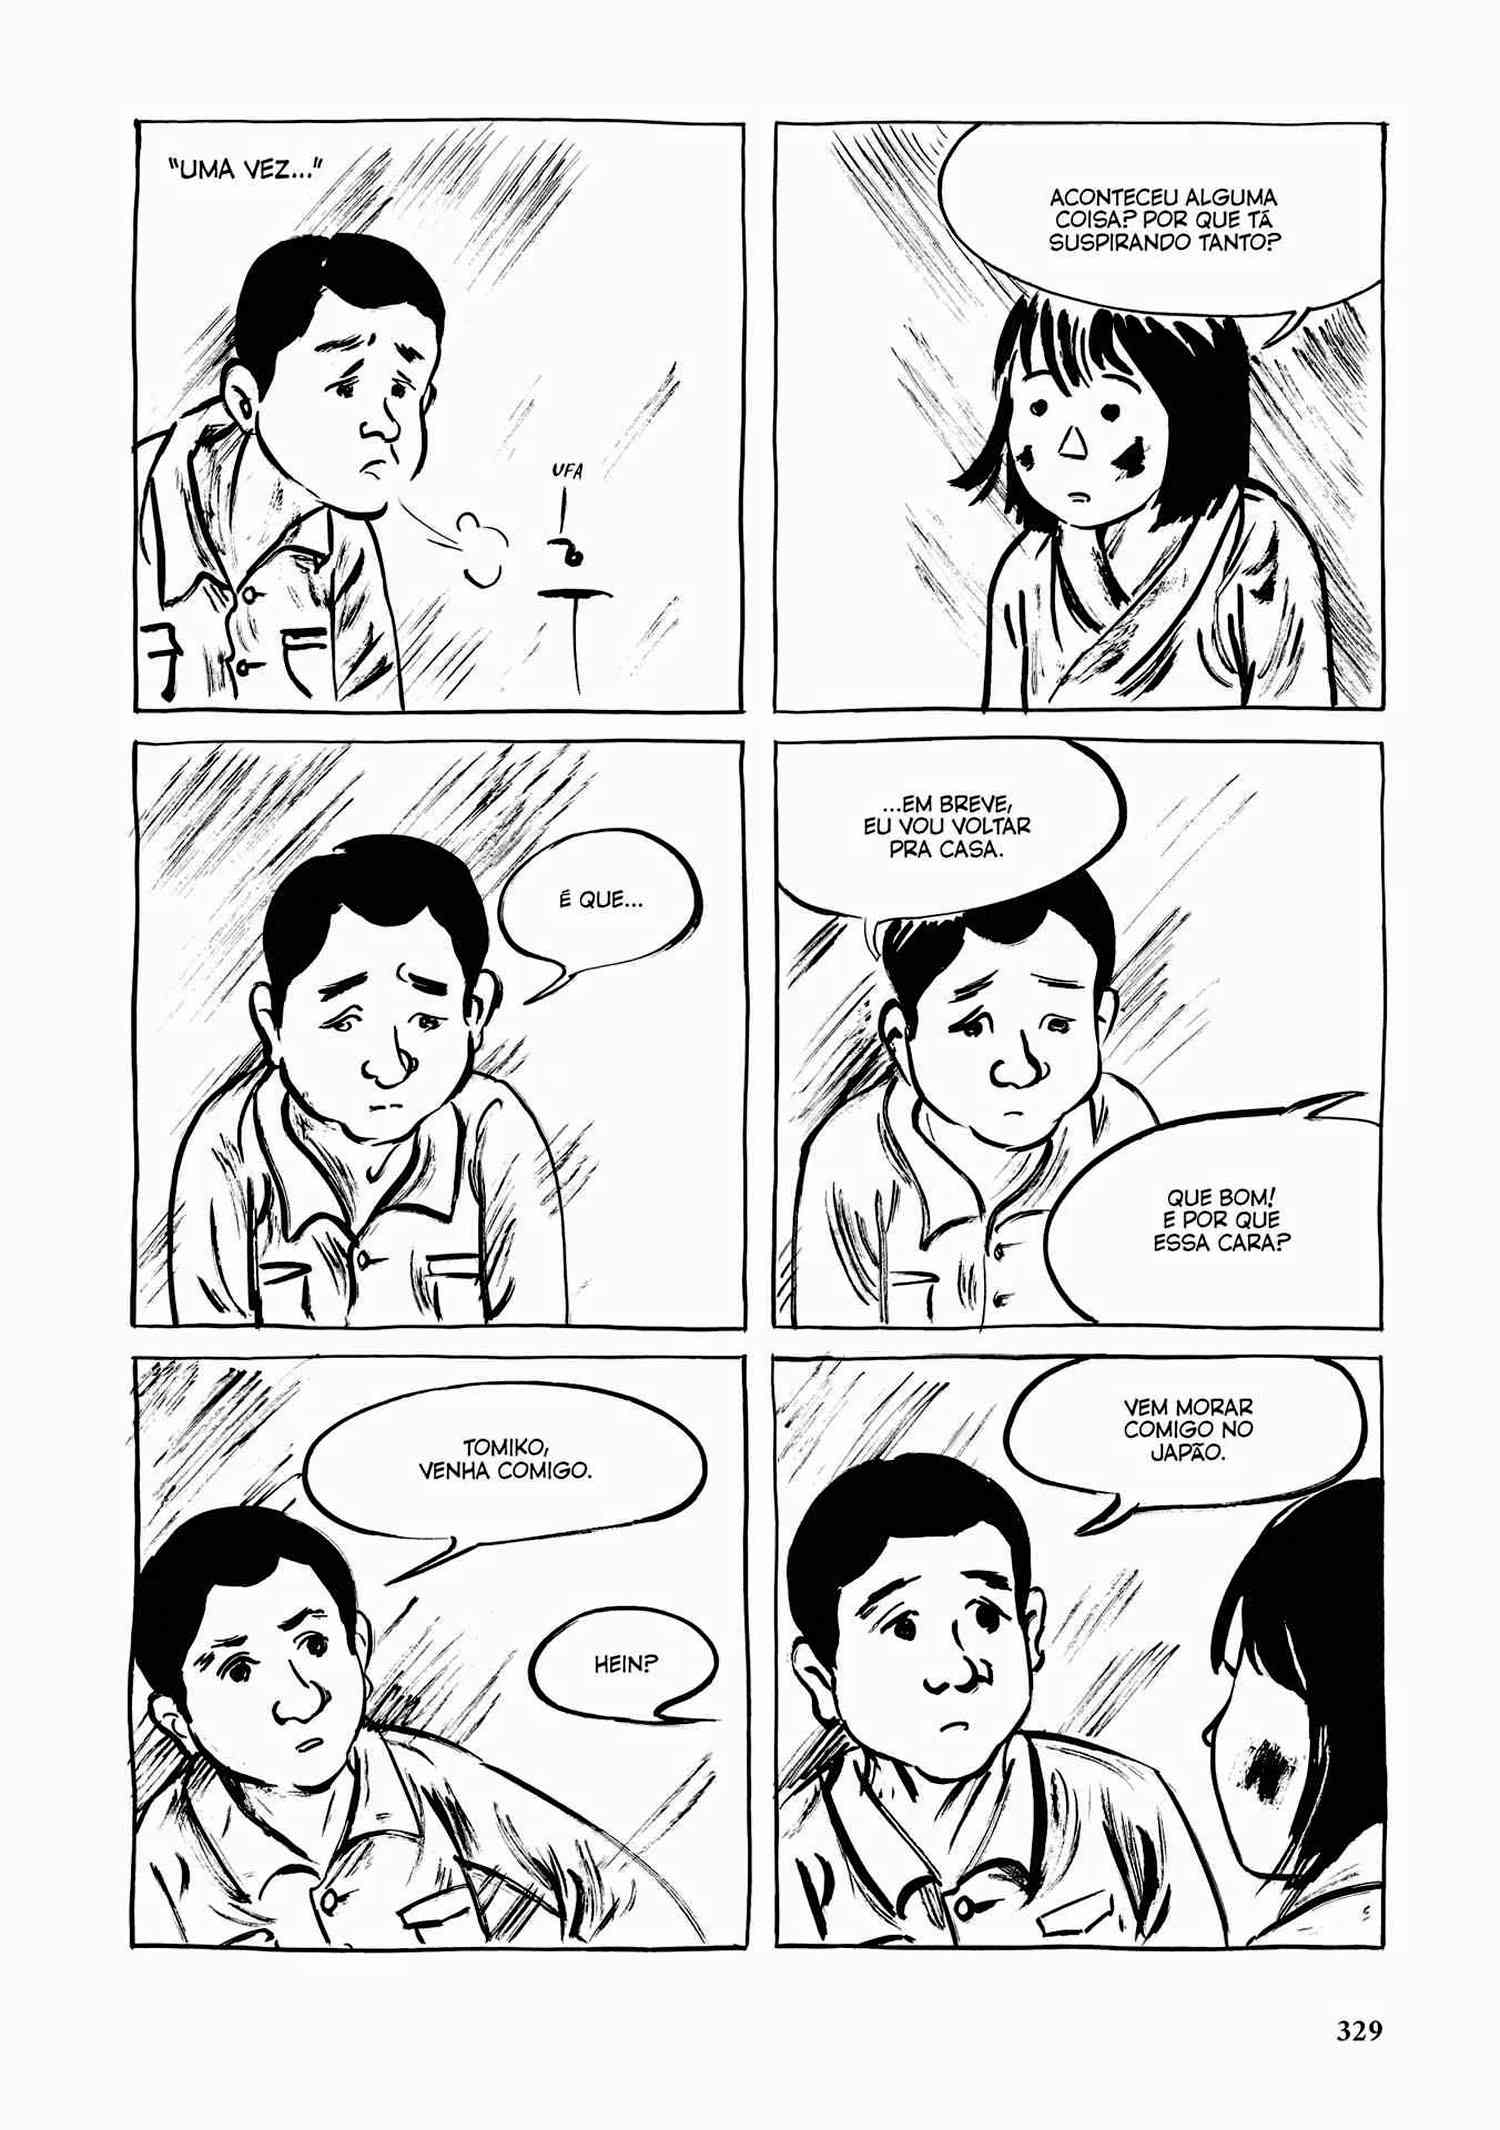 "UMA VEZ..."
UFA
후
ACONTECEU ALGUMA
COISA? POR QUE TÁ
SUSPIRANDO TANTO?
É QUE...
...EM BREVE,
EU VOU VOLTAR
PRA CASA.
QUE BOM!
E POR QUE
ESSA CARA?
TOMIKO,
VENHA COMIGO.
HEIN?
VEM MORAR
COMIGO NO
JAPÃO.
329